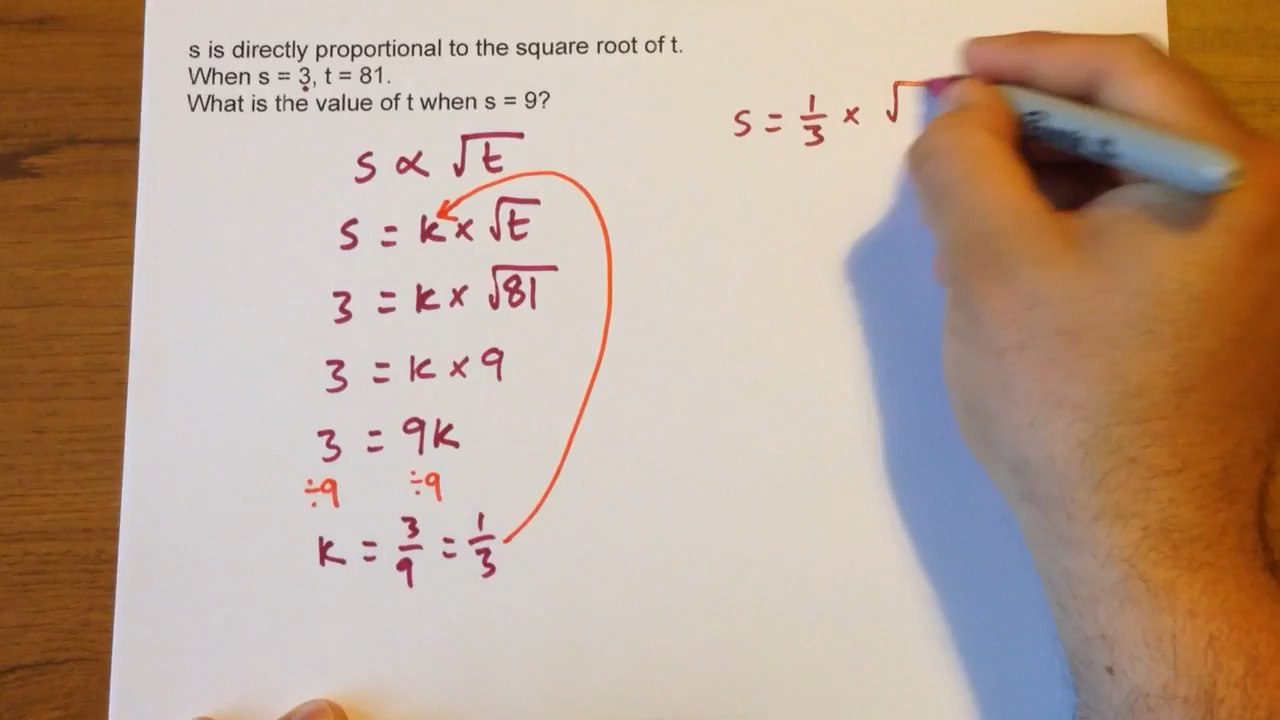 s is directly proportional to the square root of t.
When s = 3, t = 81.
What is the value of t when s = 9?
s ∝ √t
s = k × √t
3 = k × √81
3 = k × 9
3 = 9k
÷9 ÷9
k = 3/9 = 1/3
s = 1/3 × √